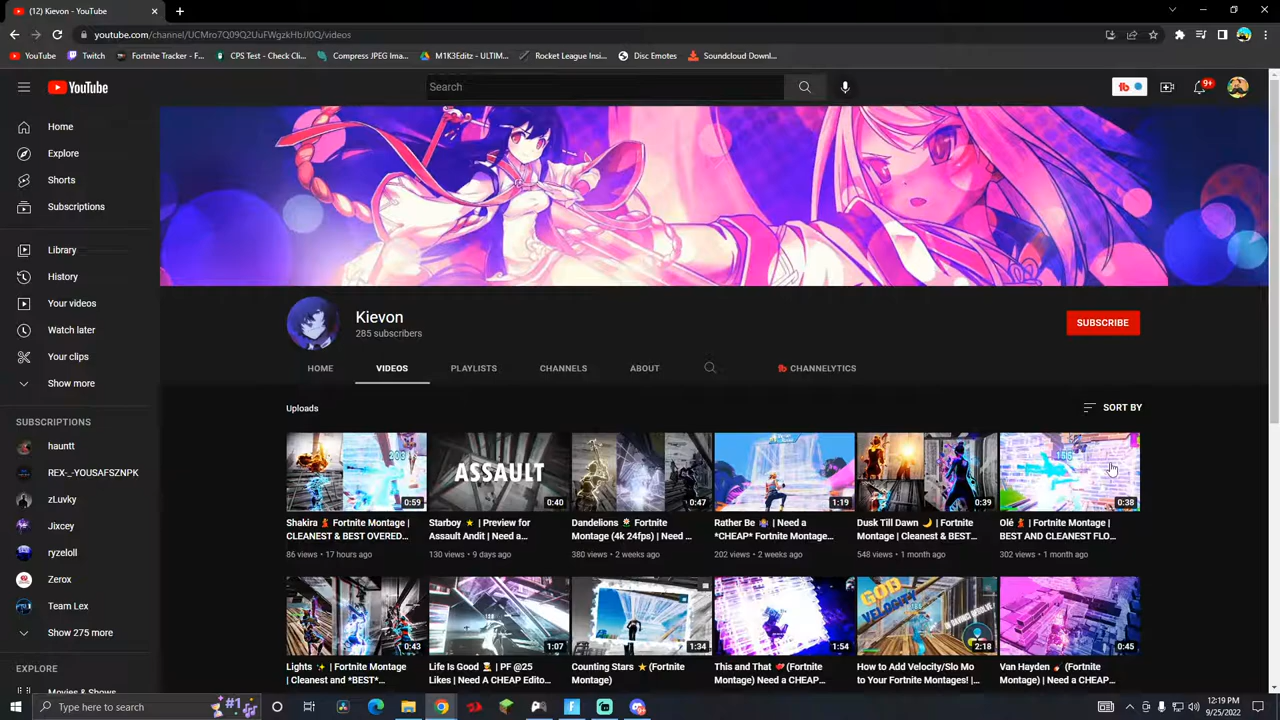 (12) Kievon - YouTube
youtube.com/channel/UCMro7Q09Q2UuFWgzkHbJJ0Q/videos
YouTube Twitch Fortnite Tracker - F... CPS Test - Check Cli... Compress JPEG Ima... M1K3Editz - ULTIM... Rocket League Insi... Disc Emotes Soundcloud Down...
YouTube Search 9+
Home
Explore
Shorts
Subscriptions
Library
History
Your videos
Watch later
Your clips
Show more
SUBSCRIPTIONS
hauntt
REX-_-YOUSAFSZNPK
zLuvky
Jixcey
ryzeloll
Zerox
Team Lex
Show 275 more
EXPLORE
Movies & Shows
Kievon
285 subscribers
SUBSCRIBE
HOME VIDEOS PLAYLISTS CHANNELS ABOUT CHANNELYTICS
Uploads SORT BY
ASSAULT
0:59 0:40 0:47 1:19 0:39 0:38
Shakira 💃 Fortnite Montage |
CLEANEST & BEST OVERED...
86 views • 17 hours ago
Starboy ⭐ | Preview for
Assault Andit | Need a...
130 views • 9 days ago
Dandelions 🌼 Fortnite
Montage (4k 24fps) | Need ...
380 views • 2 weeks ago
Rather Be 🤷 | Need a
*CHEAP* Fortnite Montage...
202 views • 2 weeks ago
Dusk Till Dawn 🌙 | Fortnite
Montage | Cleanest & BEST...
548 views • 1 month ago
Olé 💃 | Fortnite Montage |
BEST AND CLEANEST FLO...
302 views • 1 month ago
GOD
VELOCITY
0:43 1:07 1:34 1:54 2:18 0:45
Lights ✨ | Fortnite Montage
| Cleanest and *BEST*...
Life Is Good | PF @25
Likes | Need A CHEAP Edito...
Counting Stars ⭐ (Fortnite
Montage)
This and That ❤️ (Fortnite
Montage) Need a CHEAP...
How to Add Velocity/Slo Mo
to Your Fortnite Montages! |...
Van Hayden 🎸 (Fortnite
Montage) | Need a CHEAP...
Type here to search #1
12:19 PM
9/25/2022